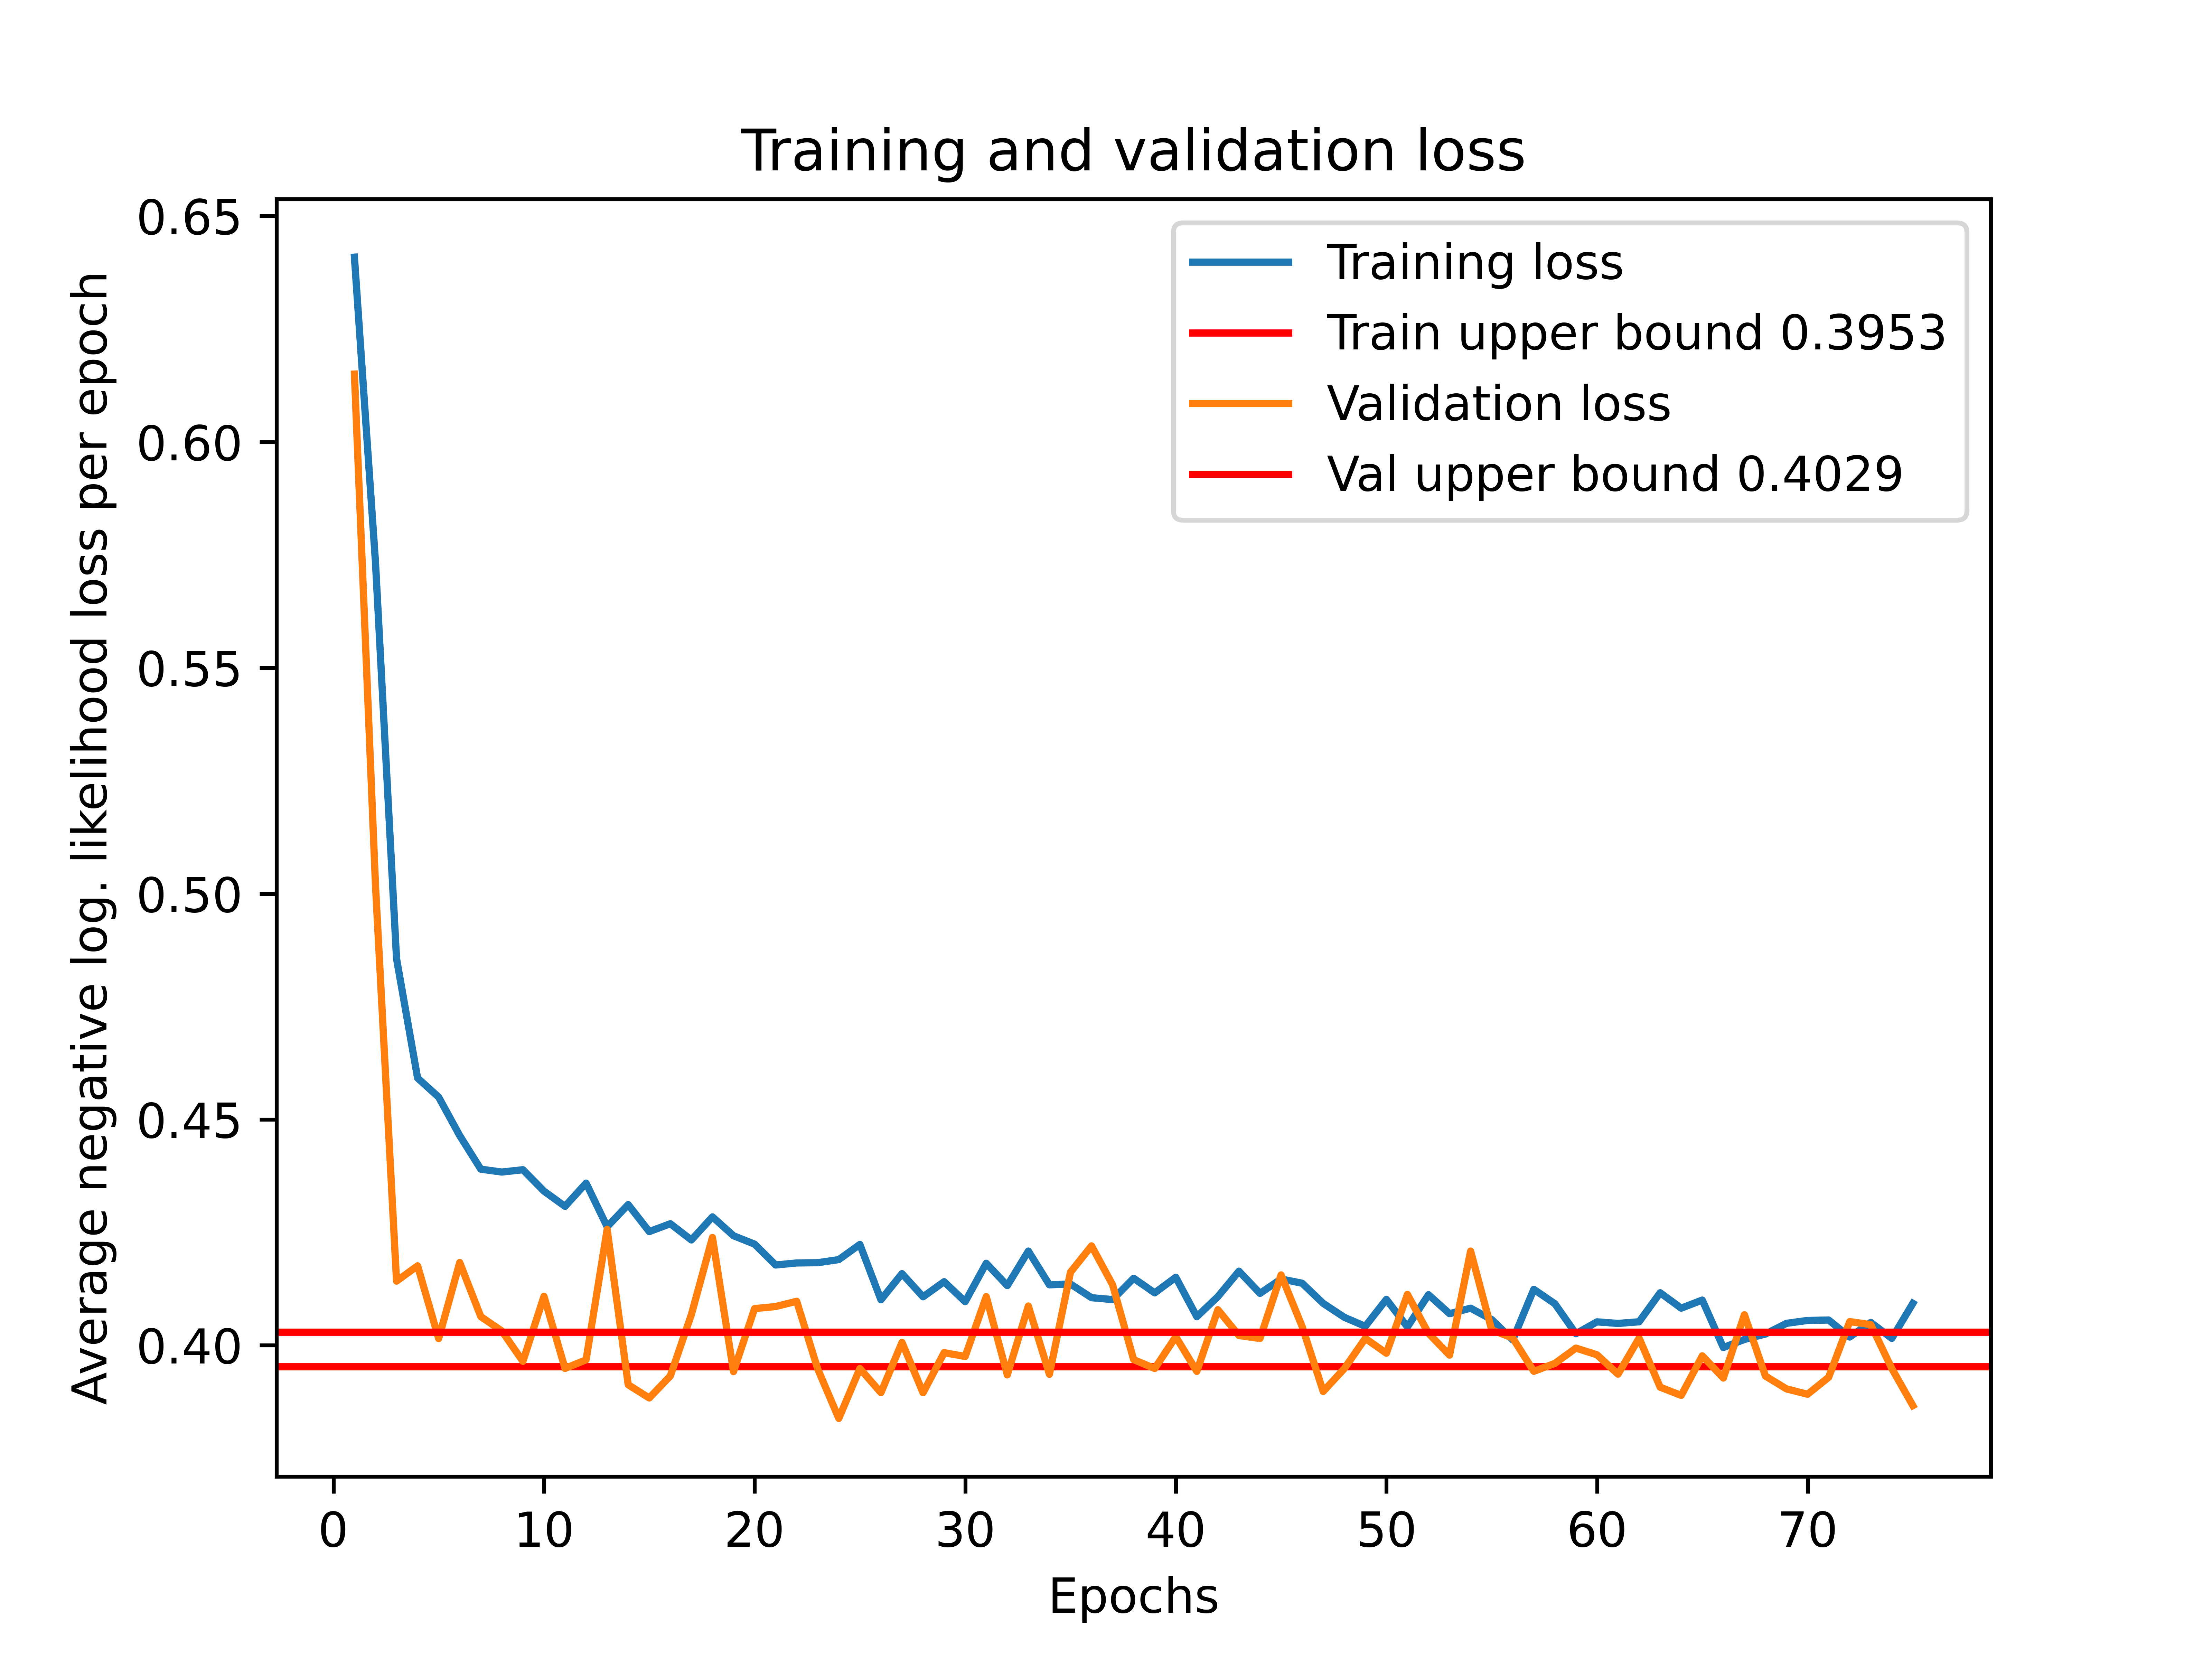 Training and validation loss
Average negative log. likelihood loss per epoch
0.65
0.60
0.55
0.50
0.45
0.40
Training loss
Train upper bound 0.3953
Validation loss
Val upper bound 0.4029
0 10 20 30 40 50 60 70
Epochs